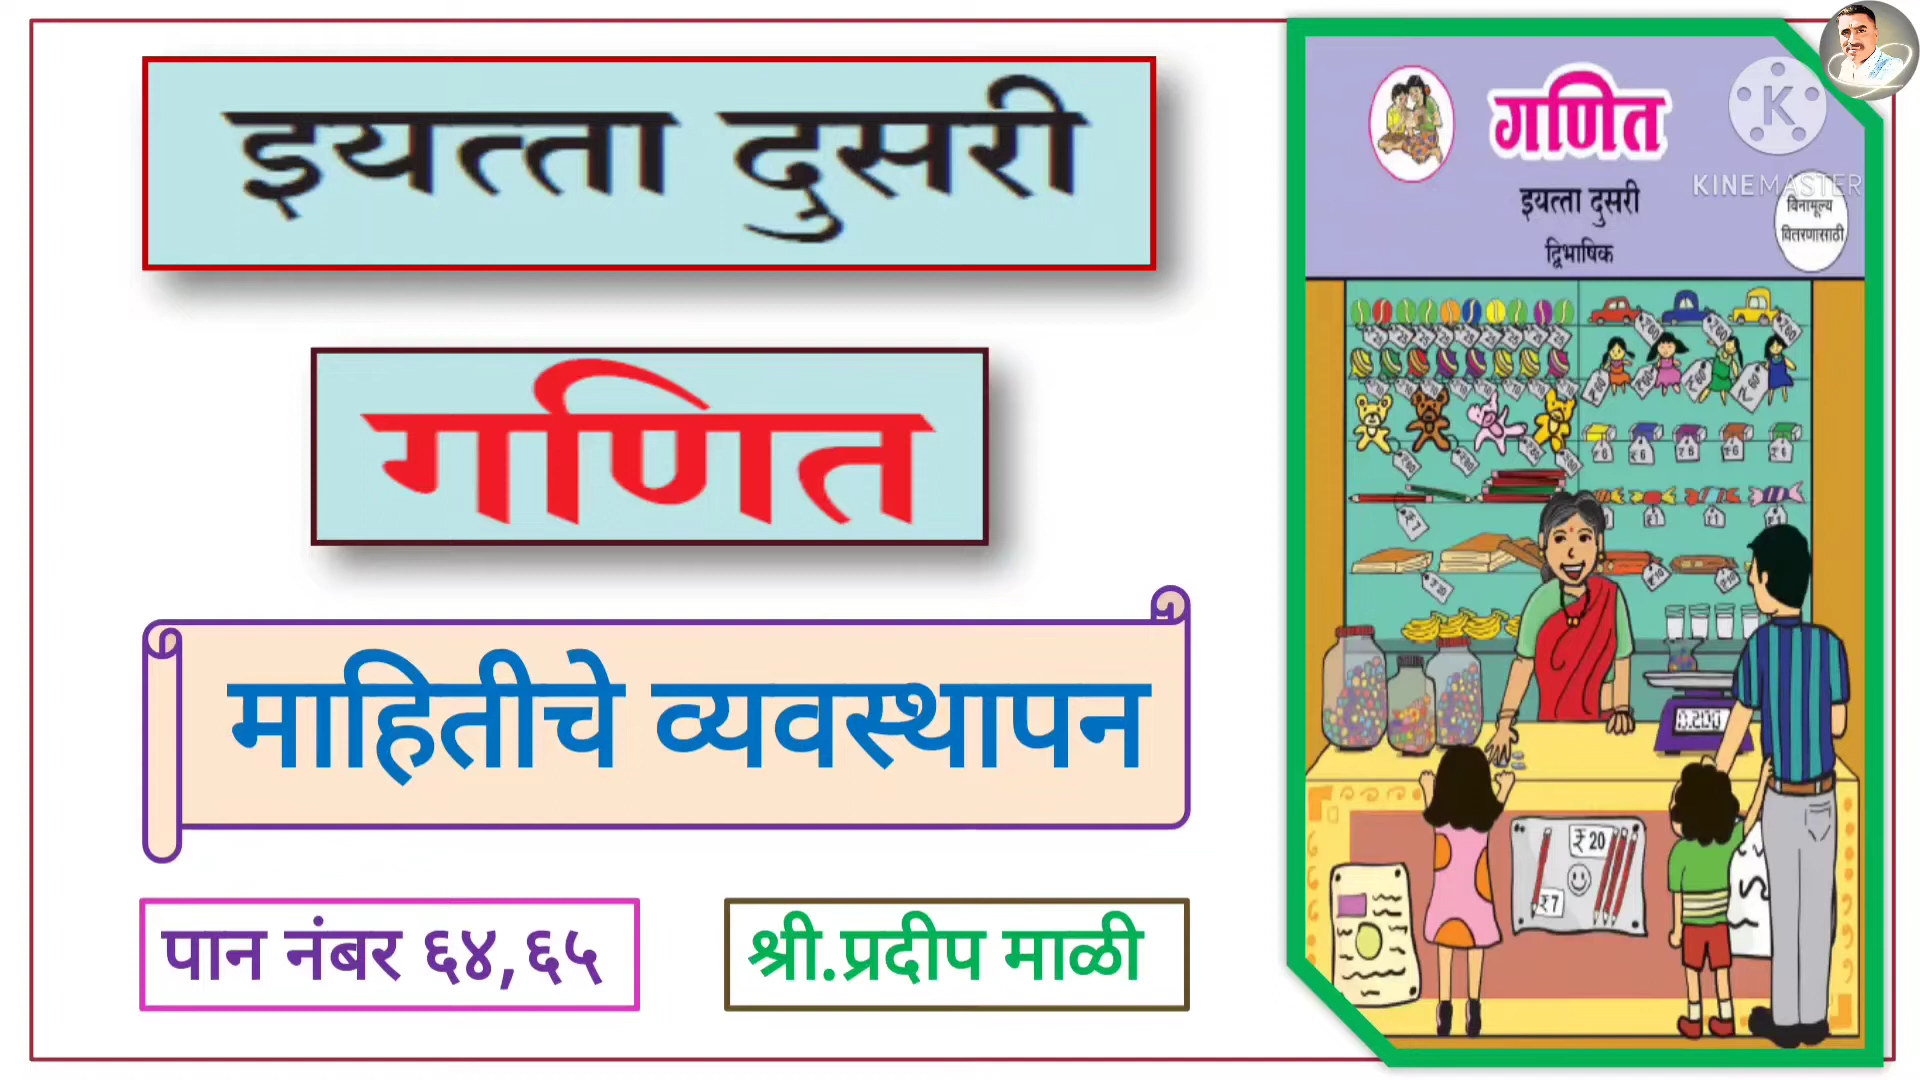 इयत्ता दुसरी
गणित
माहितीचे व्यवस्थापन
पान नंबर ६४,६५
श्री.प्रदीप माळी
गणित
इयत्ता दुसरी
द्विभाषिक
विनामूल्य
वितरणासाठी
K
KINEMASTER
₹ 20
₹7